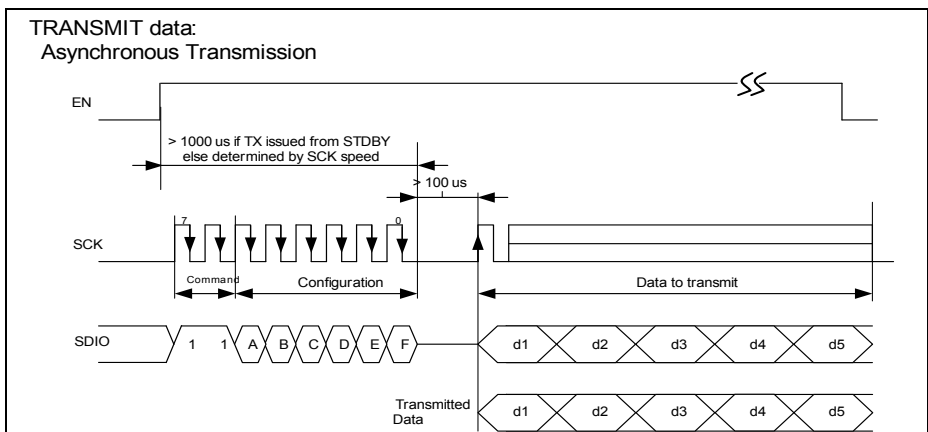 TRANSMIT data:
Asynchronous Transmission
EN
> 1000 us if TX issued from STDBY
else determined by SCK speed
> 100 us
7
0
SCK
Command
Configuration
Data to transmit
SDIO
1 1 A B C D E F
d1 d2 d3 d4 d5
Transmitted
Data
d1 d2 d3 d4 d5